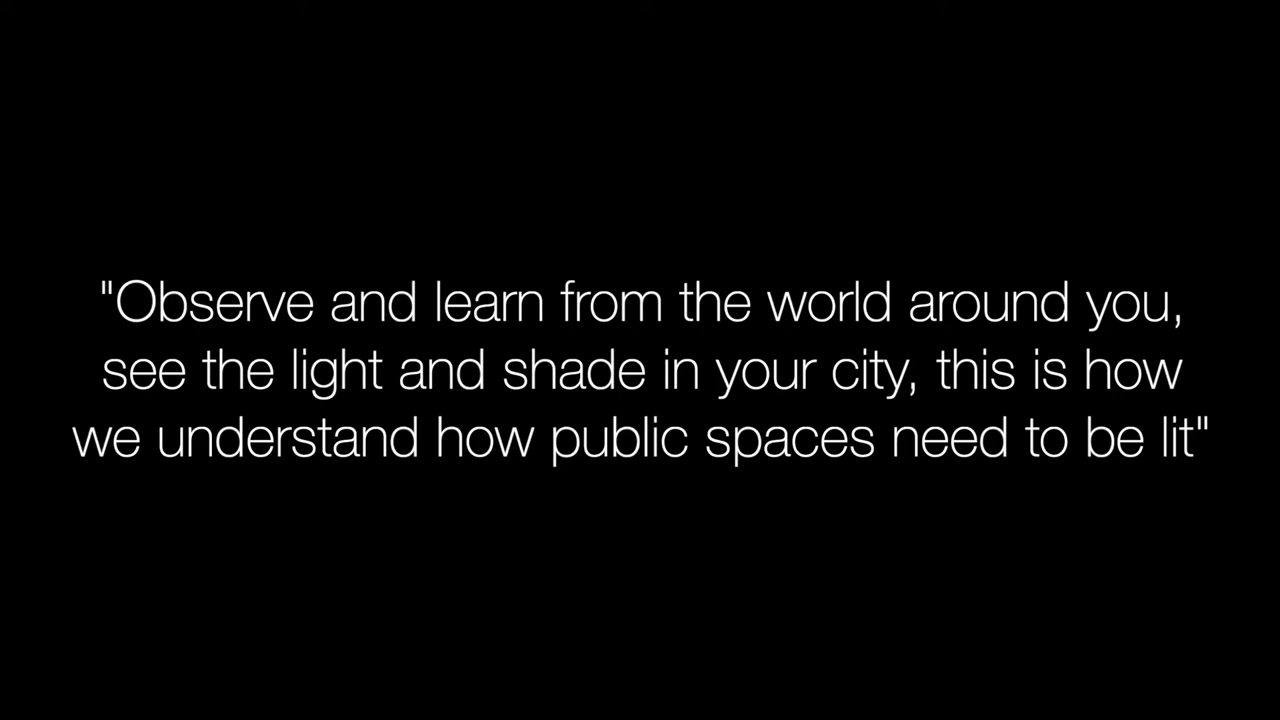 "Observe and learn from the world around you,
see the light and shade in your city, this is how
we understand how public spaces need to be lit"